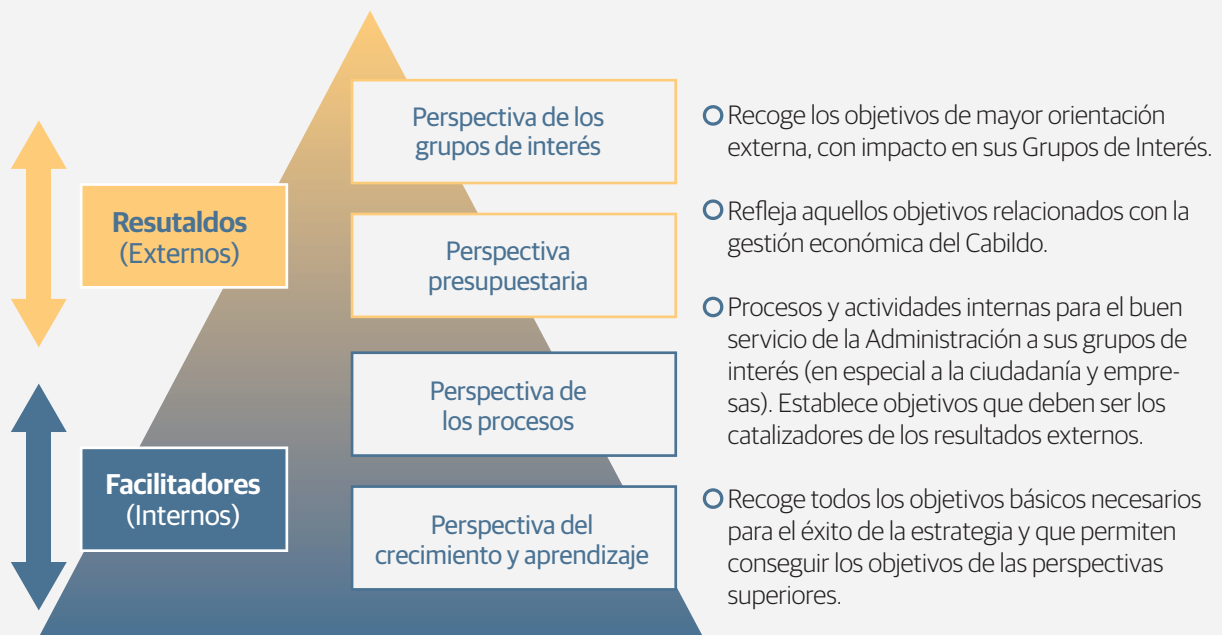 Perspectiva de los
grupos de interés
Recoge los objetivos de mayor orientación
externa, con impacto en sus Grupos de Interés.
Resutaldos
(Externos)
Perspectiva
presupuestaria
Refleja aquellos objetivos relacionados con la
gestión económica del Cabildo.
Perspectiva de
los procesos
Procesos y actividades internas para el buen
servicio de la Administración a sus grupos de
interés (en especial a la ciudadanía y empre-
sas). Establece objetivos que deben ser los
catalizadores de los resultados externos.
Facilitadores
(Internos)
Perspectiva del
crecimiento y aprendizaje
Recoge todos los objetivos básicos necesarios
para el éxito de la estrategia y que permiten
conseguir los objetivos de las perspectivas
superiores.